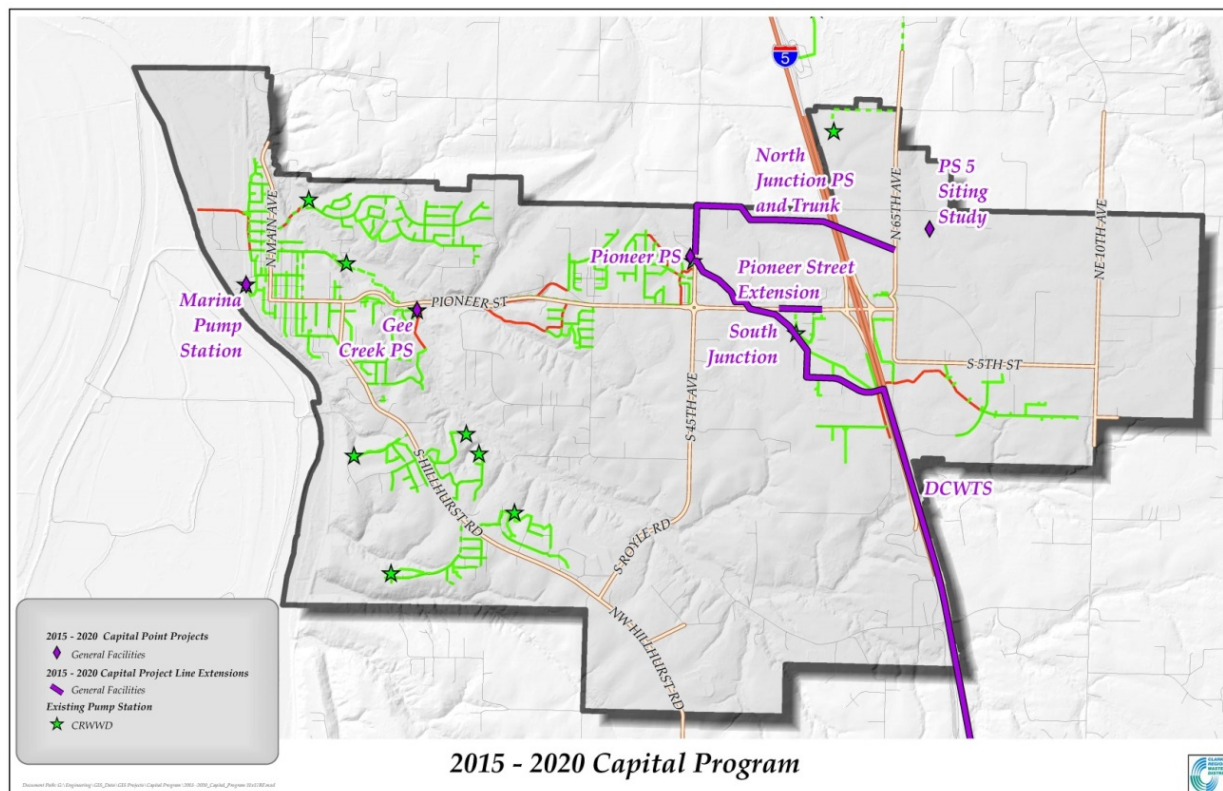 5
North
Junction PS
and Trunk
PS 5
Siting
Study
N 65TH AVE
NE 10TH AVE
N MAIN AVE
Pioneer PS
Pioneer Street
Extension
PIONEER ST
Marina
Pump
Station
Gee
Creek PS
South
Junction
S 5TH ST
S 45TH AVE
S HILLHURST RD
DCWTS
S ROYLE RD
NW HILLHURST RD
2015 - 2020 Capital Point Projects
General Facilities
2015 - 2020 Capital Project Line Extensions
General Facilities
Existing Pump Station
CRWWD
2015 - 2020 Capital Program
CLARK
REGIONAL